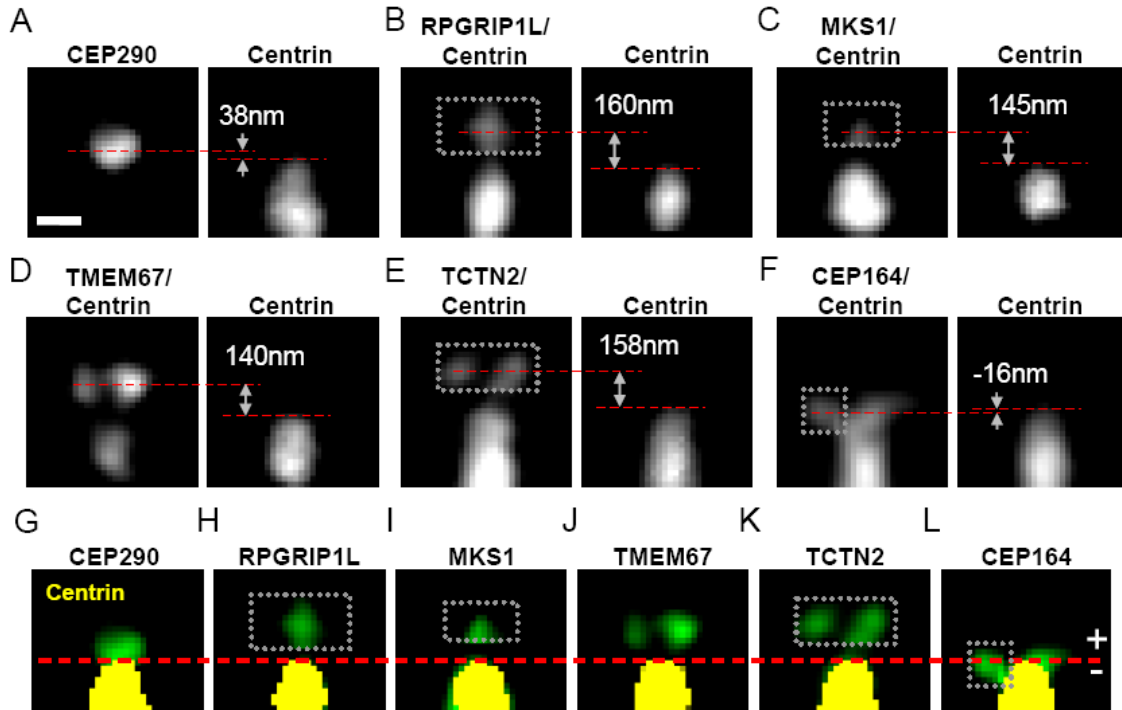 A
CEP290
Centrin
38nm
B
RPGRIP1L/
Centrin
Centrin
160nm
C
MKS1/
Centrin
Centrin
145nm
D
TMEM67/
Centrin
Centrin
140nm
E
TCTN2/
Centrin
Centrin
158nm
F
CEP164/
Centrin
Centrin
-16nm
G
CEP290
Centrin
H
RPGRIP1L
I
MKS1
J
TMEM67
K
TCTN2
L
CEP164
+
-